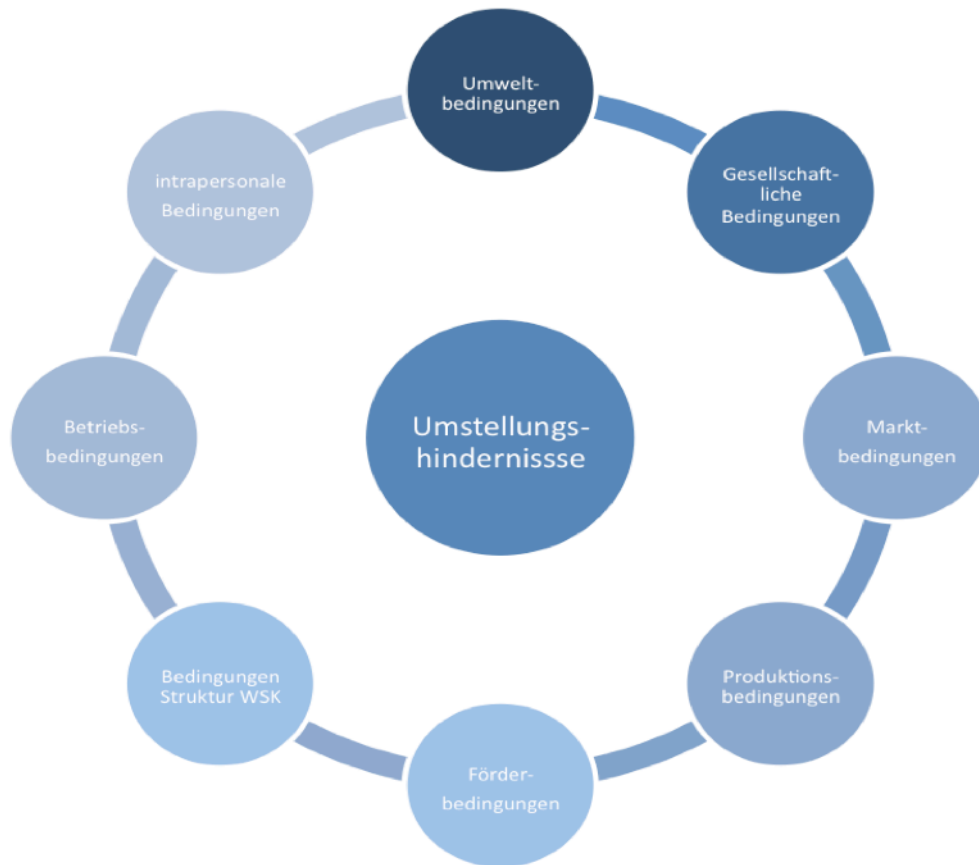 Umwelt-
bedingungen
Gesellschaft-
liche
Bedingungen
Markt-
bedingungen
Produktions-
bedingungen
Förder-
bedingungen
Bedingungen
Struktur WSK
Betriebs-
bedingungen
intrapersonale
Bedingungen
Umstellungs-
hindernissse